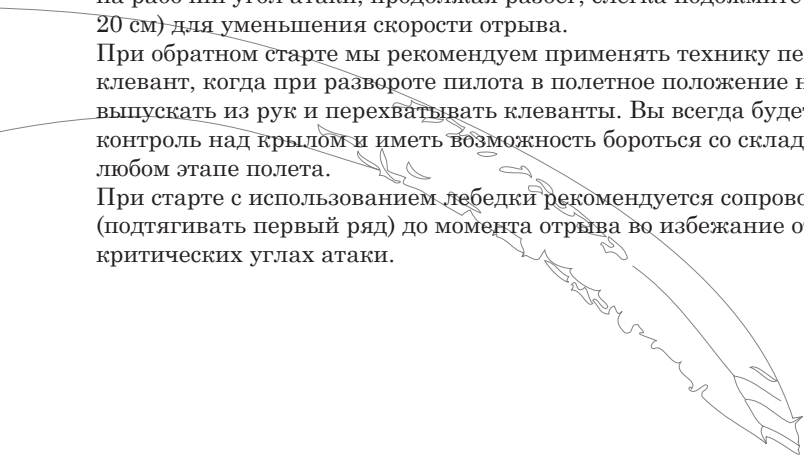 на рабочий угол атаки, продолжая разбег, слегка подожмите
20 см) для уменьшения скорости отрыва.
При обратном старте мы рекомендуем применять технику пе
клевант, когда при развороте пилота в полетное положение н
выпускать из рук и перехватывать клеванты. Вы всегда буде
контроль над крылом и иметь возможность бороться со склад
любом этапе полета.
При старте с использованием лебедки рекомендуется сопрово
(подтягивать первый ряд) до момента отрыва во избежание о
критических углах атаки.